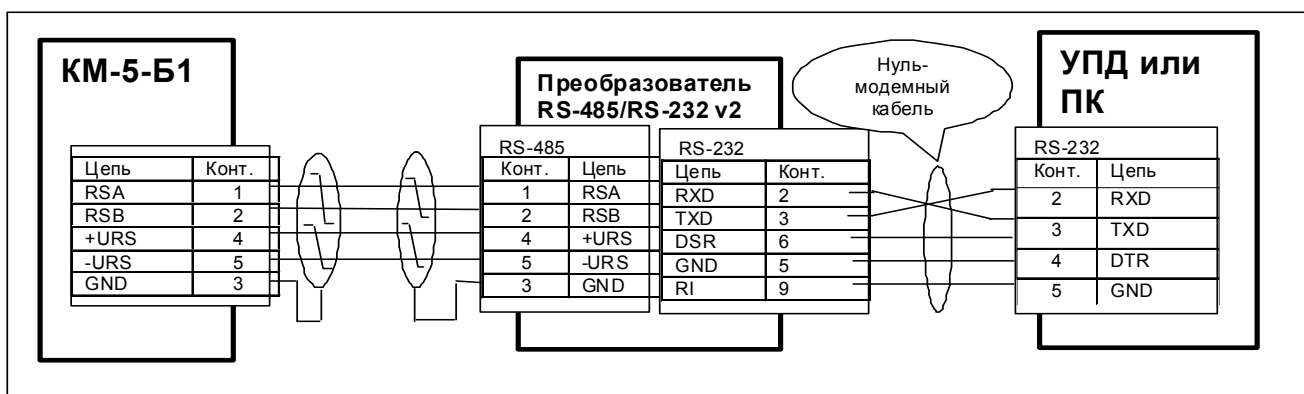 КМ-5-Б1
Цепь Конт.
RSA 1
RSB 2
+URS 4
-URS 5
GND 3
Преобразователь
RS-485/RS-232 v2
RS-485
Конт. Цепь
1 RSA
2 RSB
4 +URS
5 -URS
3 GND
RS-232
Цепь Конт.
RXD 2
TXD 3
DSR 6
GND 5
RI 9
Нуль-
модемный
кабель
УПД или
ПК
RS-232
Конт. Цепь
2 RXD
3 TXD
4 DTR
5 GND